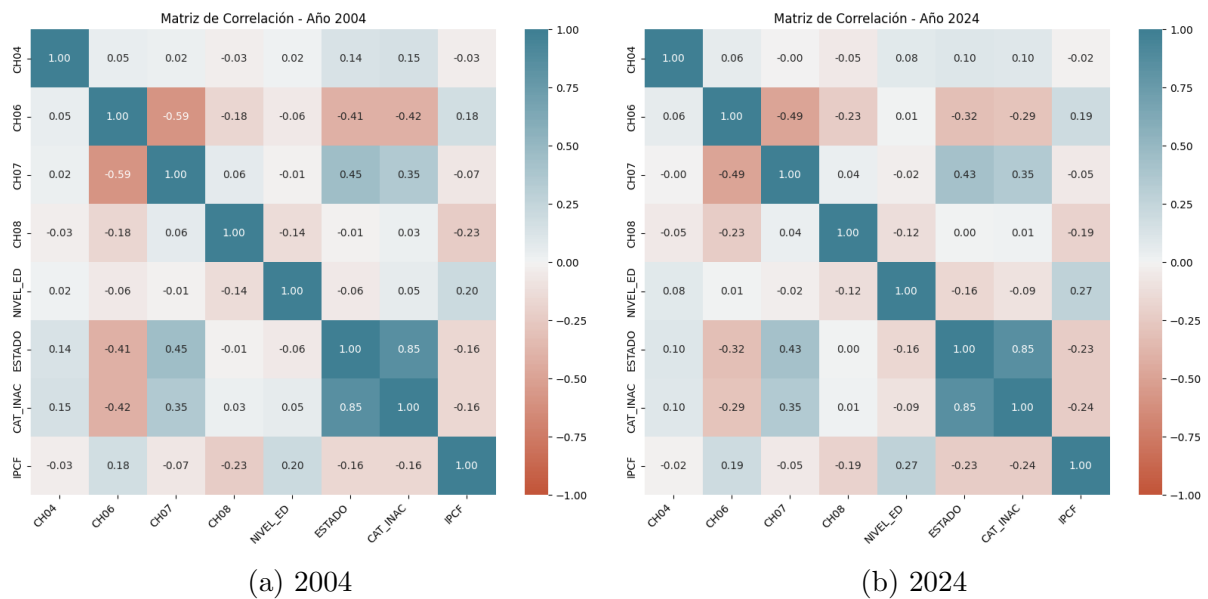 Matriz de Correlación - Año 2004
CH04 1.00 0.05 0.02 -0.03 0.02 0.14 0.15 -0.03
CH06 0.05 1.00 -0.59 -0.18 -0.06 -0.41 -0.42 0.18
CH07 0.02 -0.59 1.00 0.06 -0.01 0.45 0.35 -0.07
CH08 -0.03 -0.18 0.06 1.00 -0.14 -0.01 0.03 -0.23
NIVEL_ED 0.02 -0.06 -0.01 -0.14 1.00 -0.06 0.05 0.20
ESTADO 0.14 -0.41 0.45 -0.01 -0.06 1.00 0.85 -0.16
CAT_INAC 0.15 -0.42 0.35 0.03 0.05 0.85 1.00 -0.16
IPCF -0.03 0.18 -0.07 -0.23 0.20 -0.16 -0.16 1.00
CH04 CH06 CH07 CH08 NIVEL_ED ESTADO CAT_INAC IPCF
1.00
0.75
0.50
0.25
0.00
−0.25
−0.50
−0.75
−1.00
(a) 2004
Matriz de Correlación - Año 2024
CH04 1.00 0.06 -0.00 -0.05 0.08 0.10 0.10 -0.02
CH06 0.06 1.00 -0.49 -0.23 0.01 -0.32 -0.29 0.19
CH07 -0.00 -0.49 1.00 0.04 -0.02 0.43 0.35 -0.05
CH08 -0.05 -0.23 0.04 1.00 -0.12 0.00 0.01 -0.19
NIVEL_ED 0.08 0.01 -0.02 -0.12 1.00 -0.16 -0.09 0.27
ESTADO 0.10 -0.32 0.43 0.00 -0.16 1.00 0.85 -0.23
CAT_INAC 0.10 -0.29 0.35 0.01 -0.09 0.85 1.00 -0.24
IPCF -0.02 0.19 -0.05 -0.19 0.27 -0.23 -0.24 1.00
CH04 CH06 CH07 CH08 NIVEL_ED ESTADO CAT_INAC IPCF
1.00
0.75
0.50
0.25
0.00
−0.25
−0.50
−0.75
−1.00
(b) 2024